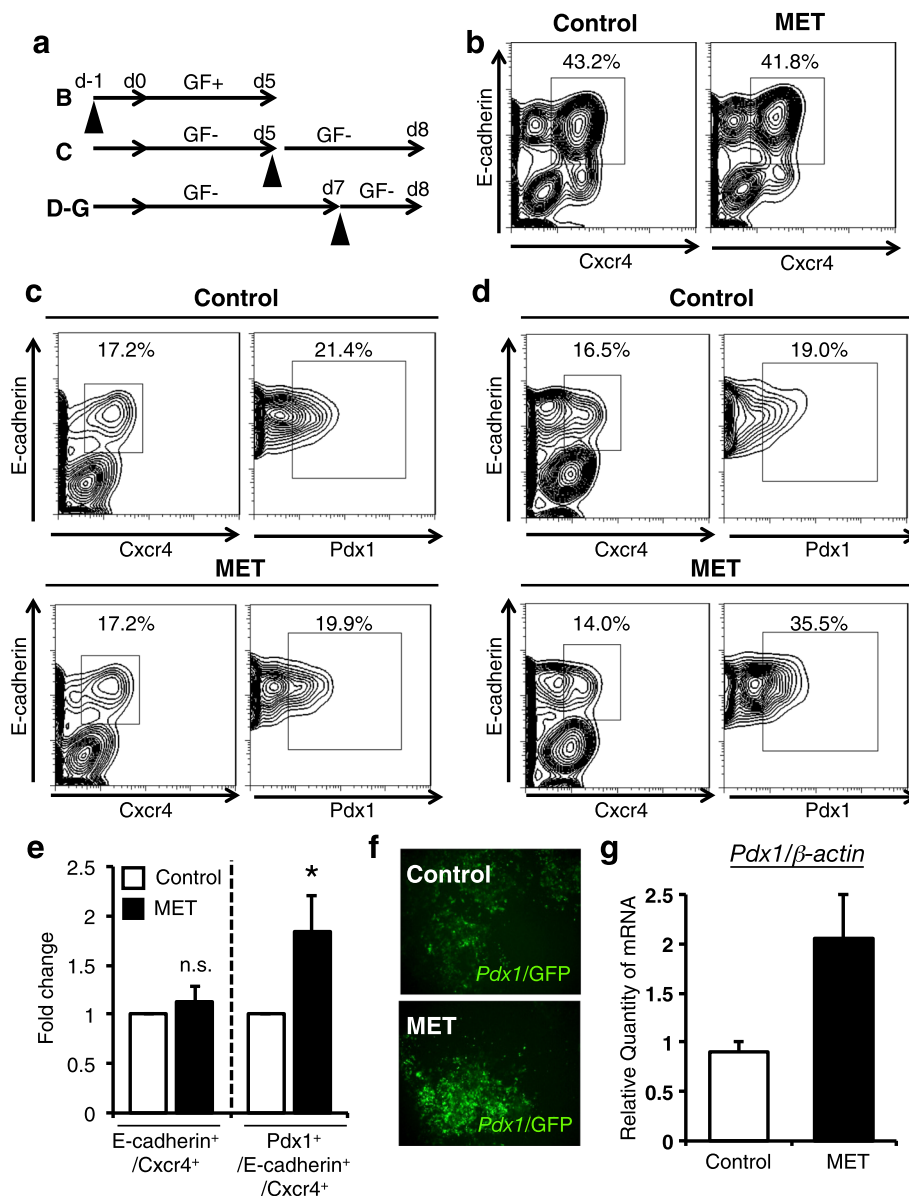 a
d-1 d0 GF+ d5
B
C GF- d5 GF- d8
D-G GF- d7 GF- d8
b
Control MET
43.2% 41.8%
E-cadherin
Cxcr4 Cxcr4
c
Control
17.2% 21.4%
E-cadherin
Cxcr4 Pdx1
MET
17.2% 19.9%
E-cadherin
Cxcr4 Pdx1
d
Control
16.5% 19.0%
E-cadherin
Cxcr4 Pdx1
MET
14.0% 35.5%
E-cadherin
Cxcr4 Pdx1
e
Fold change
2.5
2
1.5
1
0.5
0
Control
MET
n.s.
*
E-cadherin⁺
/Cxcr4⁺
Pdx1⁺
/E-cadherin⁺
/Cxcr4⁺
f
Control
Pdx1/GFP
MET
Pdx1/GFP
g
Pdx1/β-actin
Relative Quantity of mRNA
2.5
2
1.5
1
0.5
0
Control MET